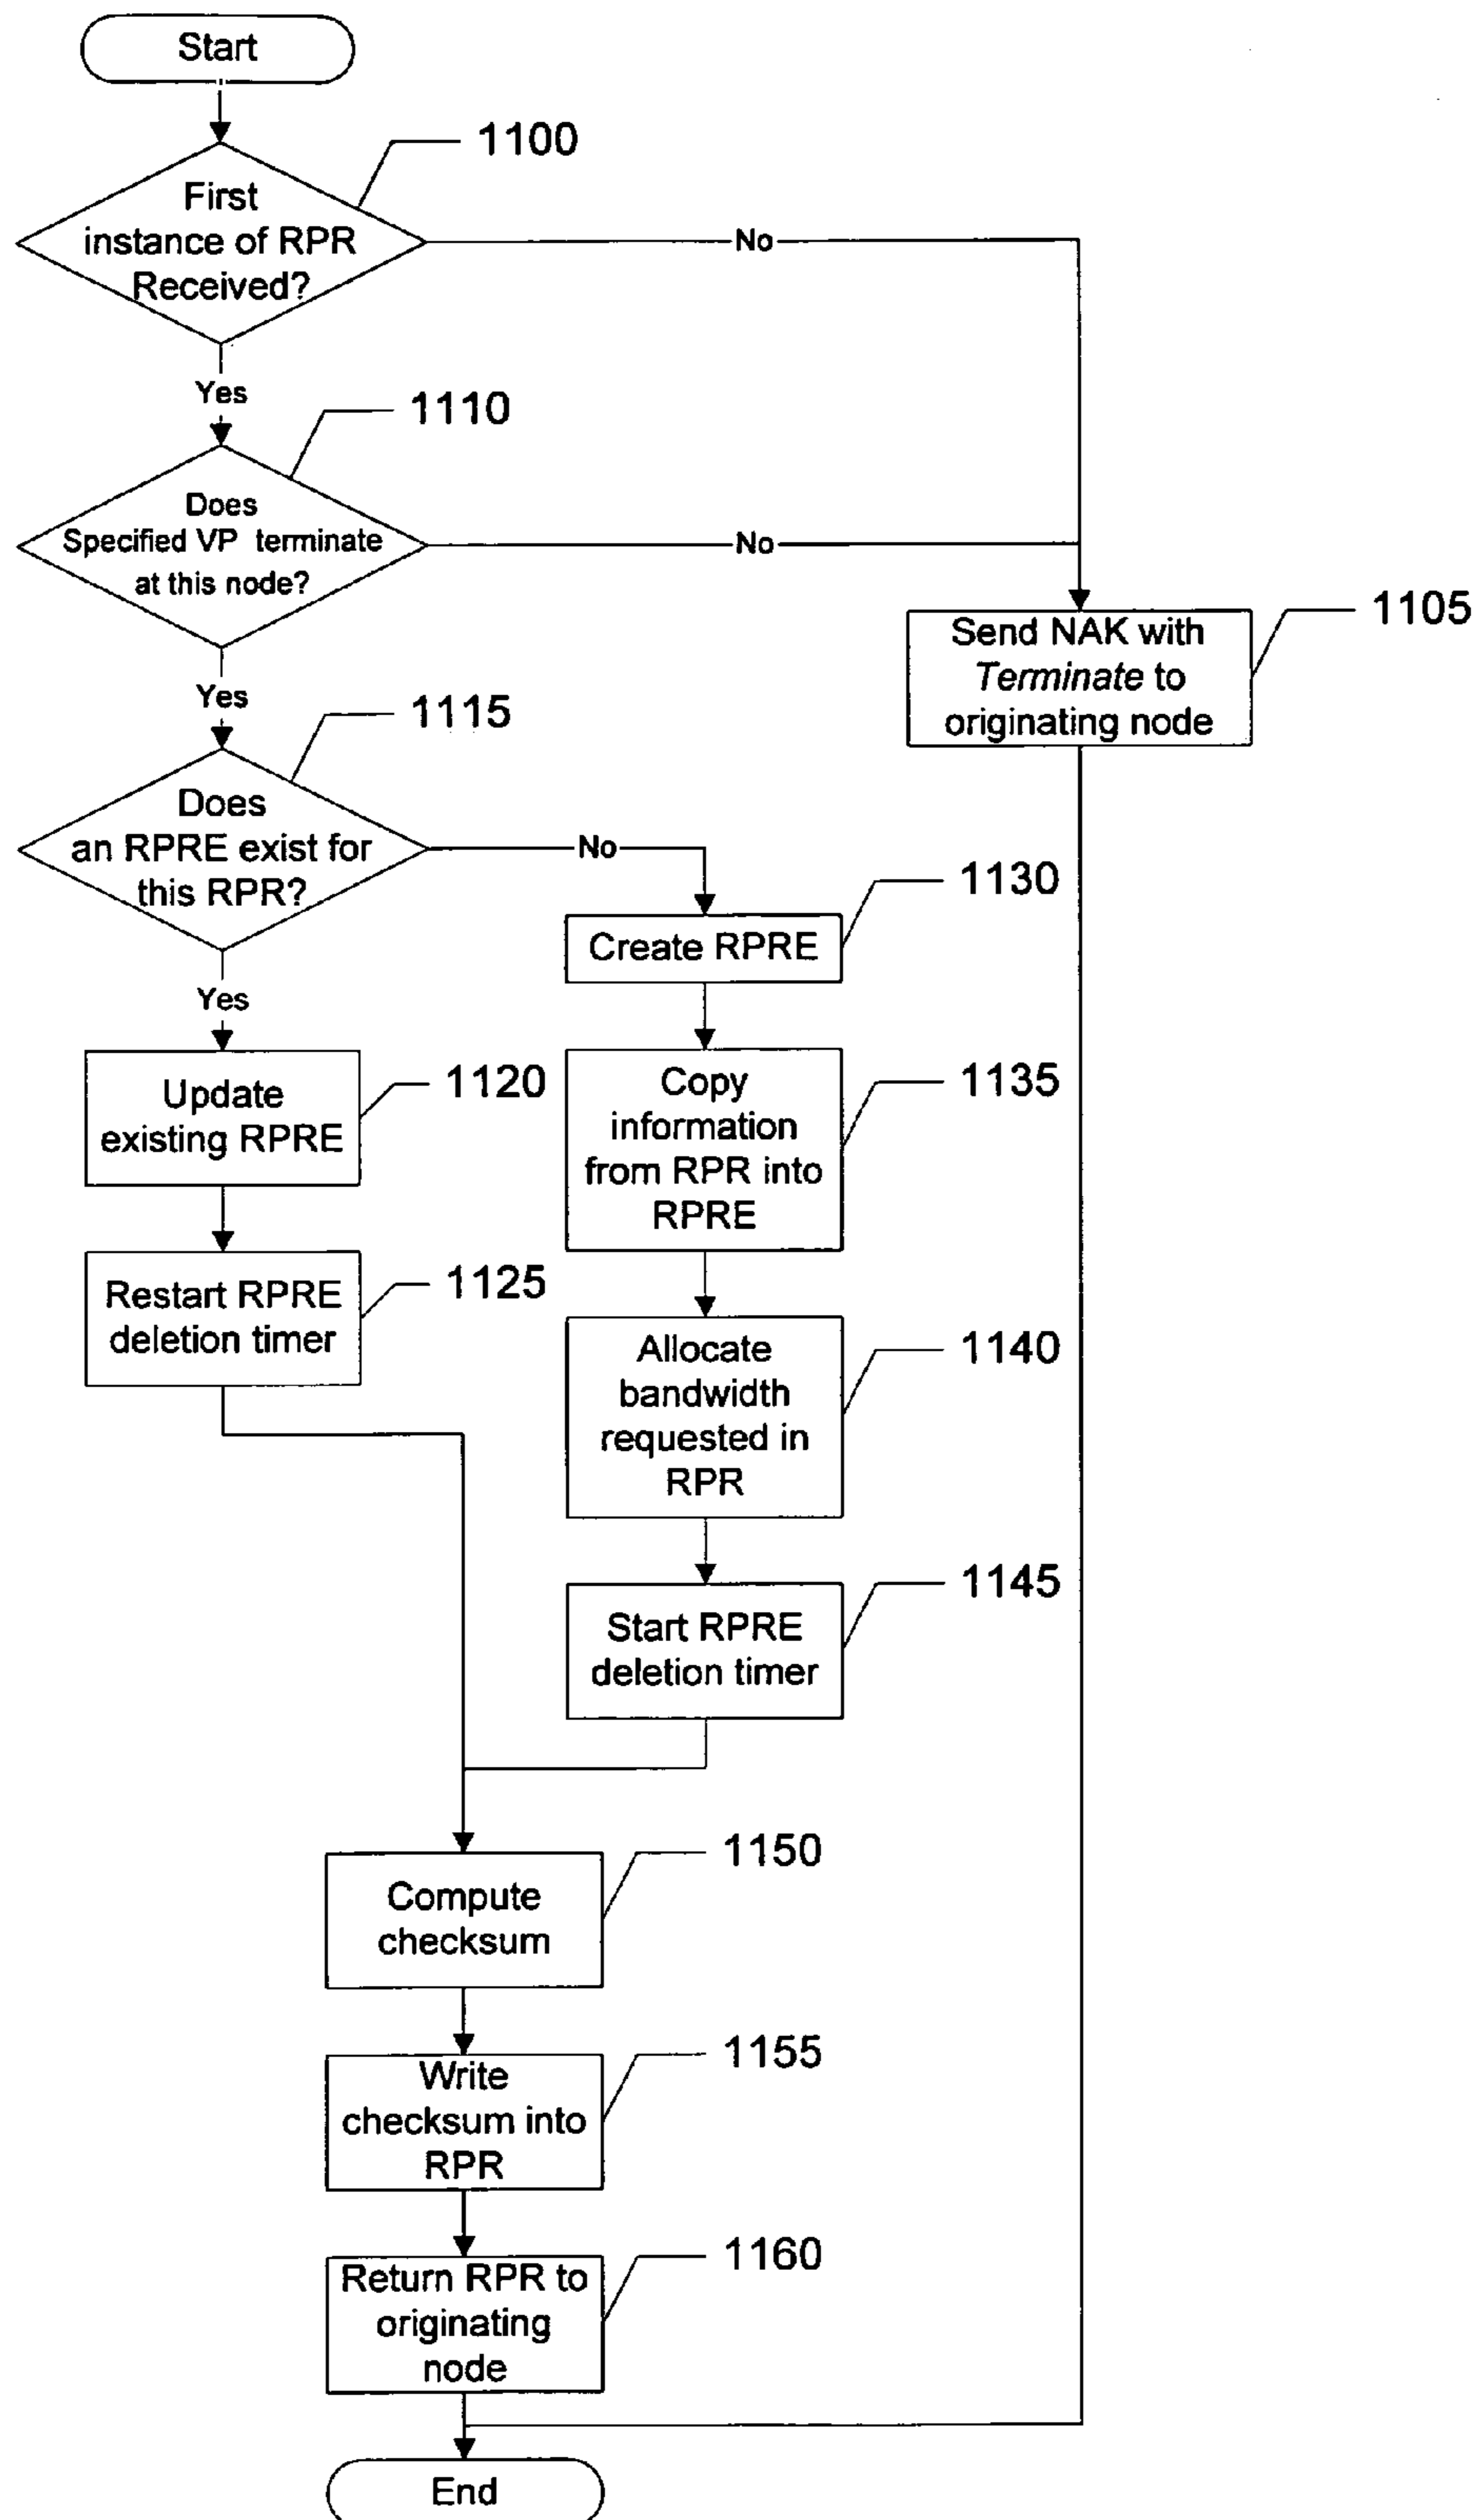 Start
1100
First
instance of RPR
Received?
No
Yes
1110
Does
Specified VP terminate
at this node?
No
1105
Send NAK with
Terminate to
originating node
Yes
1115
Does
an RPRE exist for
this RPR?
No
1130
Create RPRE
Yes
1120
Update
existing RPRE
1135
Copy
information
from RPR into
RPRE
1125
Restart RPRE
deletion timer
1140
Allocate
bandwidth
requested in
RPR
1145
Start RPRE
deletion timer
1150
Compute
checksum
1155
Write
checksum into
RPR
1160
Return RPR to
originating
node
End